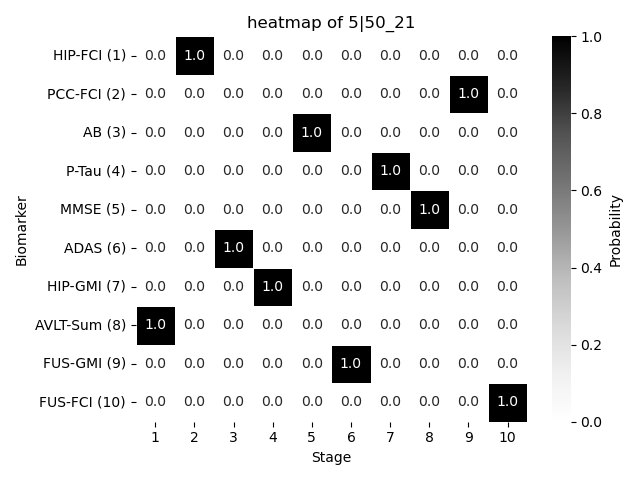 heatmap of 5|50_21
HIP-FCI (1) 0.0 1.0 0.0 0.0 0.0 0.0 0.0 0.0 0.0 0.0
PCC-FCI (2) 0.0 0.0 0.0 0.0 0.0 0.0 0.0 0.0 1.0 0.0
AB (3) 0.0 0.0 0.0 0.0 1.0 0.0 0.0 0.0 0.0 0.0
P-Tau (4) 0.0 0.0 0.0 0.0 0.0 0.0 1.0 0.0 0.0 0.0
MMSE (5) 0.0 0.0 0.0 0.0 0.0 0.0 0.0 1.0 0.0 0.0
ADAS (6) 0.0 0.0 1.0 0.0 0.0 0.0 0.0 0.0 0.0 0.0
HIP-GMI (7) 0.0 0.0 0.0 1.0 0.0 0.0 0.0 0.0 0.0 0.0
AVLT-Sum (8) 1.0 0.0 0.0 0.0 0.0 0.0 0.0 0.0 0.0 0.0
FUS-GMI (9) 0.0 0.0 0.0 0.0 0.0 1.0 0.0 0.0 0.0 0.0
FUS-FCI (10) 0.0 0.0 0.0 0.0 0.0 0.0 0.0 0.0 0.0 1.0
1 2 3 4 5 6 7 8 9 10
Stage
Biomarker
1.0
0.8
0.6
0.4
0.2
0.0
Probability